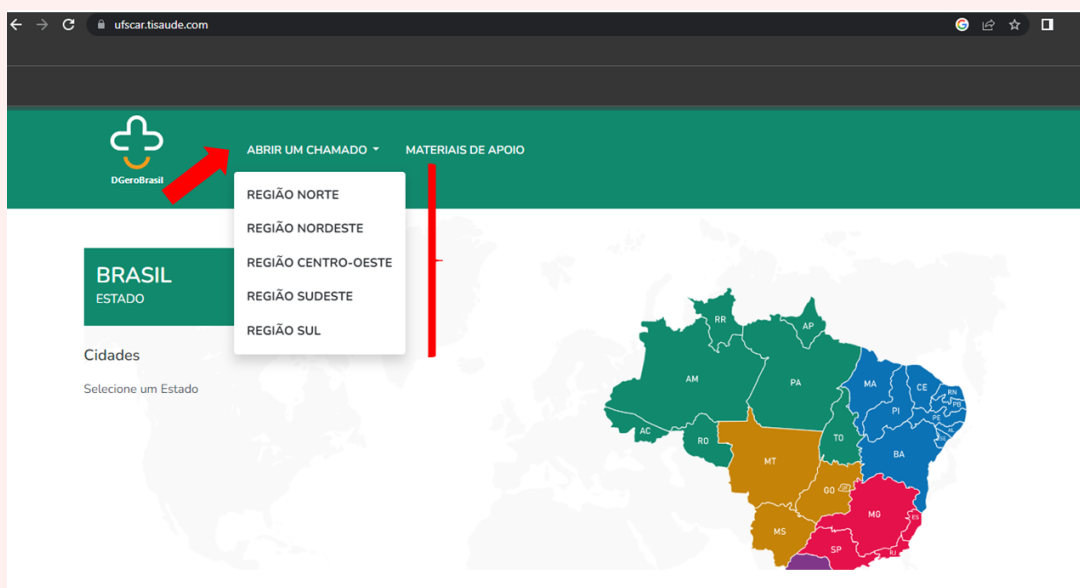 ufscar.tisaude.com
DGeroBrasil
ABRIR UM CHAMADO
MATERIAIS DE APOIO
REGIÃO NORTE
REGIÃO NORDESTE
REGIÃO CENTRO-OESTE
REGIÃO SUDESTE
REGIÃO SUL
BRASIL
ESTADO
Cidades
Selecione um Estado
RR
AP
AM
PA
MA
CE
RN
PB
PI
PE
AL
SE
AC
RO
TO
BA
MT
GO
DF
MG
ES
MS
SP
RJ